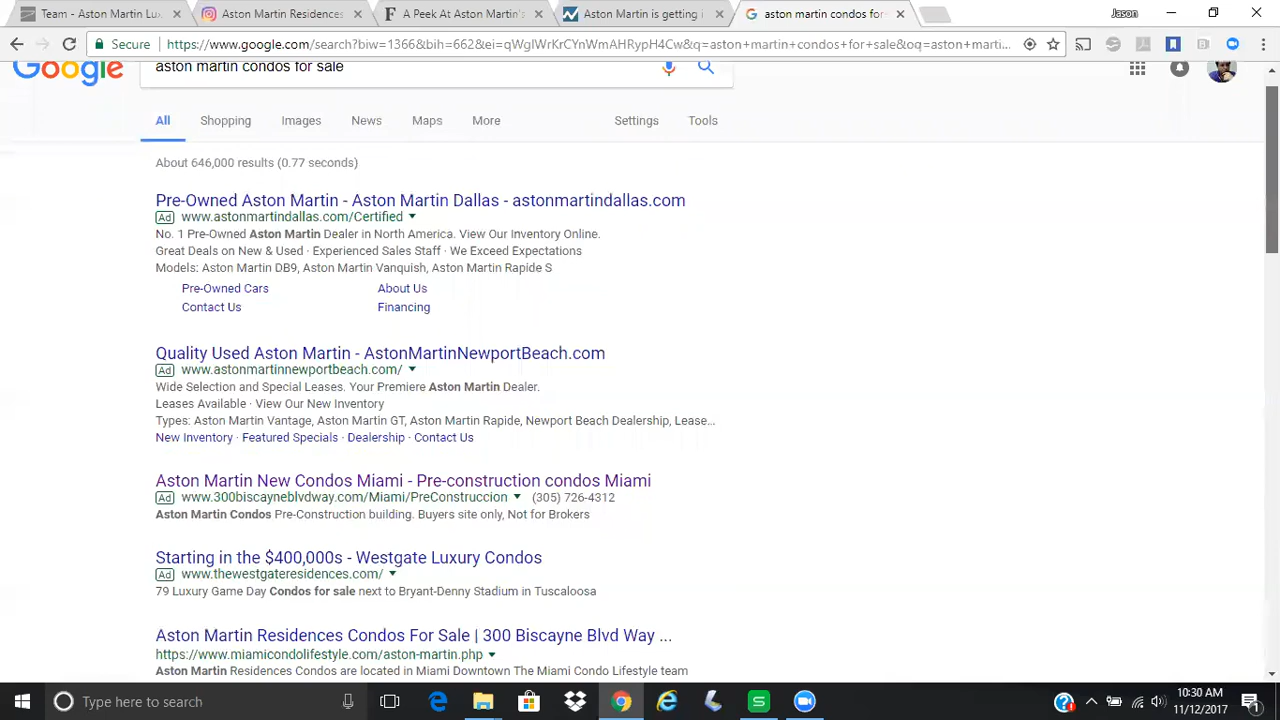 Team - Aston Martin Lux
Aston Martin Residences
A Peek At Aston Martin's
Aston Martin is getting i
aston martin condos for
Jason
Secure https://www.google.com/search?biw=1366&bih=662&ei=qWgIWrKrCYnWmAHRypH4Cw&q=aston+martin+condos+for+sale&oq=aston+marti...
Google
aston martin condos for sale
All Shopping Images News Maps More Settings Tools
About 646,000 results (0.77 seconds)
Pre-Owned Aston Martin - Aston Martin Dallas - astonmartindallas.com
Ad www.astonmartindallas.com/Certified
No. 1 Pre-Owned Aston Martin Dealer in North America. View Our Inventory Online.
Great Deals on New & Used · Experienced Sales Staff · We Exceed Expectations
Models: Aston Martin DB9, Aston Martin Vanquish, Aston Martin Rapide S
Pre-Owned Cars About Us
Contact Us Financing
Quality Used Aston Martin - AstonMartinNewportBeach.com
Ad www.astonmartinnewportbeach.com/
Wide Selection and Special Leases. Your Premiere Aston Martin Dealer.
Leases Available · View Our New Inventory
Types: Aston Martin Vantage, Aston Martin GT, Aston Martin Rapide, Newport Beach Dealership, Lease...
New Inventory · Featured Specials · Dealership · Contact Us
Aston Martin New Condos Miami - Pre-construction condos Miami
Ad www.300biscayneblvdway.com/Miami/PreConstruccion (305) 726-4312
Aston Martin Condos Pre-Construction building. Buyers site only, Not for Brokers
Starting in the $400,000s - Westgate Luxury Condos
Ad www.thewestgateresidences.com/
79 Luxury Game Day Condos for sale next to Bryant-Denny Stadium in Tuscaloosa
Aston Martin Residences Condos For Sale | 300 Biscayne Blvd Way ...
https://www.miamicondolifestyle.com/aston-martin.php
Aston Martin Residences Condos are located in Miami Downtown The Miami Condo Lifestyle team
Type here to search
10:30 AM
11/12/2017